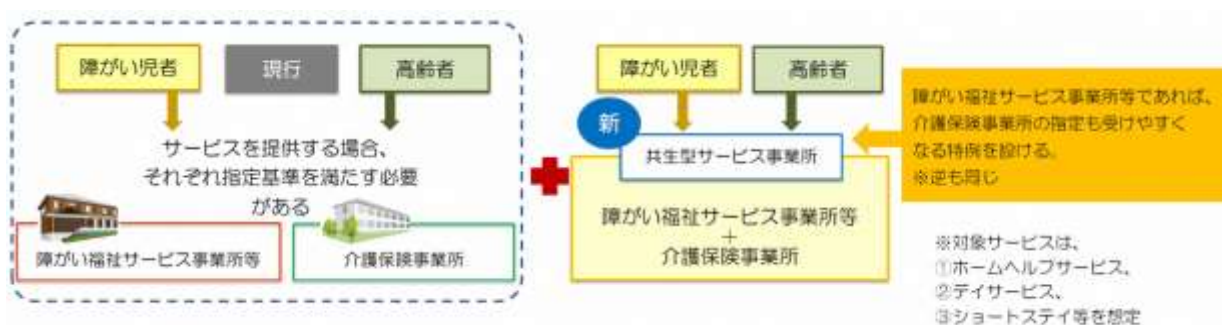 障がい児者
現行
高齢者
サービスを提供する場合、
それぞれ指定基準を満たす必要
がある
障がい福祉サービス事業所等
介護保険事業所
障がい児者
高齢者
新
共生型サービス事業所
障がい福祉サービス事業所等
+
介護保険事業所
障がい福祉サービス事業所等であれば、
介護保険事業所の指定も受けやすく
なる特例を設ける。
※逆も同じ
※対象サービスは、
①ホームヘルプサービス、
②デイサービス、
③ショートステイ等を想定